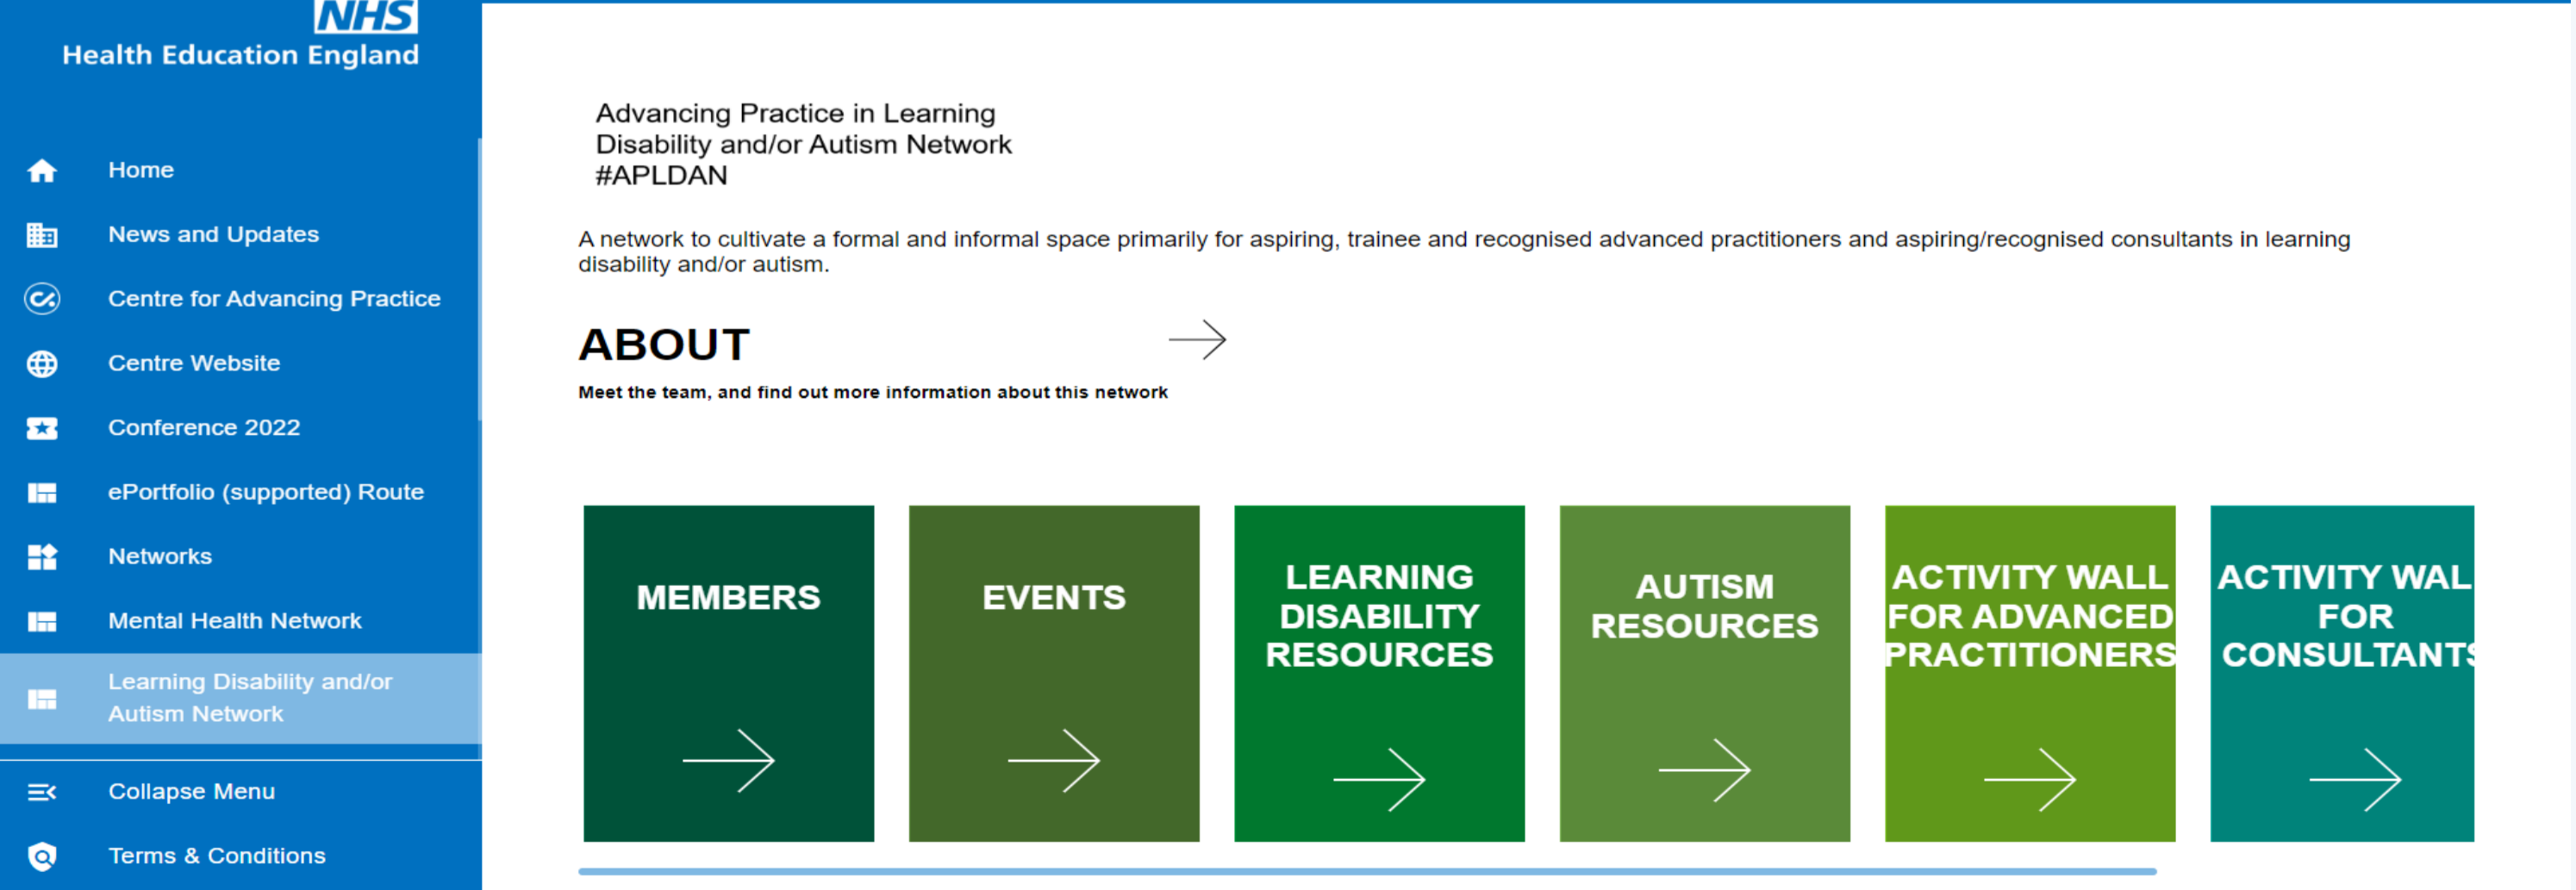 NHS
Health Education England
Home
News and Updates
Centre for Advancing Practice
Centre Website
Conference 2022
ePortfolio (supported) Route
Networks
Mental Health Network
Learning Disability and/or
Autism Network
Collapse Menu
Terms & Conditions
Advancing Practice in Learning
Disability and/or Autism Network
#APLDAN
A network to cultivate a formal and informal space primarily for aspiring, trainee and recognised advanced practitioners and aspiring/recognised consultants in learning
disability and/or autism.
ABOUT
Meet the team, and find out more information about this network
MEMBERS
EVENTS
LEARNING
DISABILITY
RESOURCES
AUTISM
RESOURCES
ACTIVITY WALL
FOR ADVANCED
PRACTITIONERS
ACTIVITY WAL
FOR
CONSULTANTS